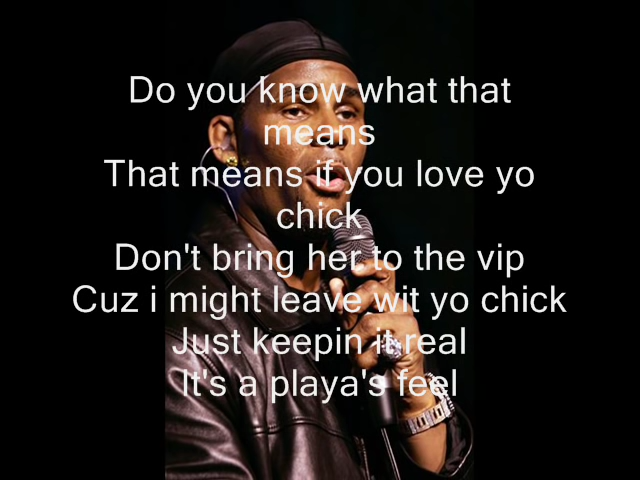 Do you know what that
means
That means if you love yo
chick
Don't bring her to the vip
Cuz i might leave wit yo chick
Just keepin it real
It's a playa's feel